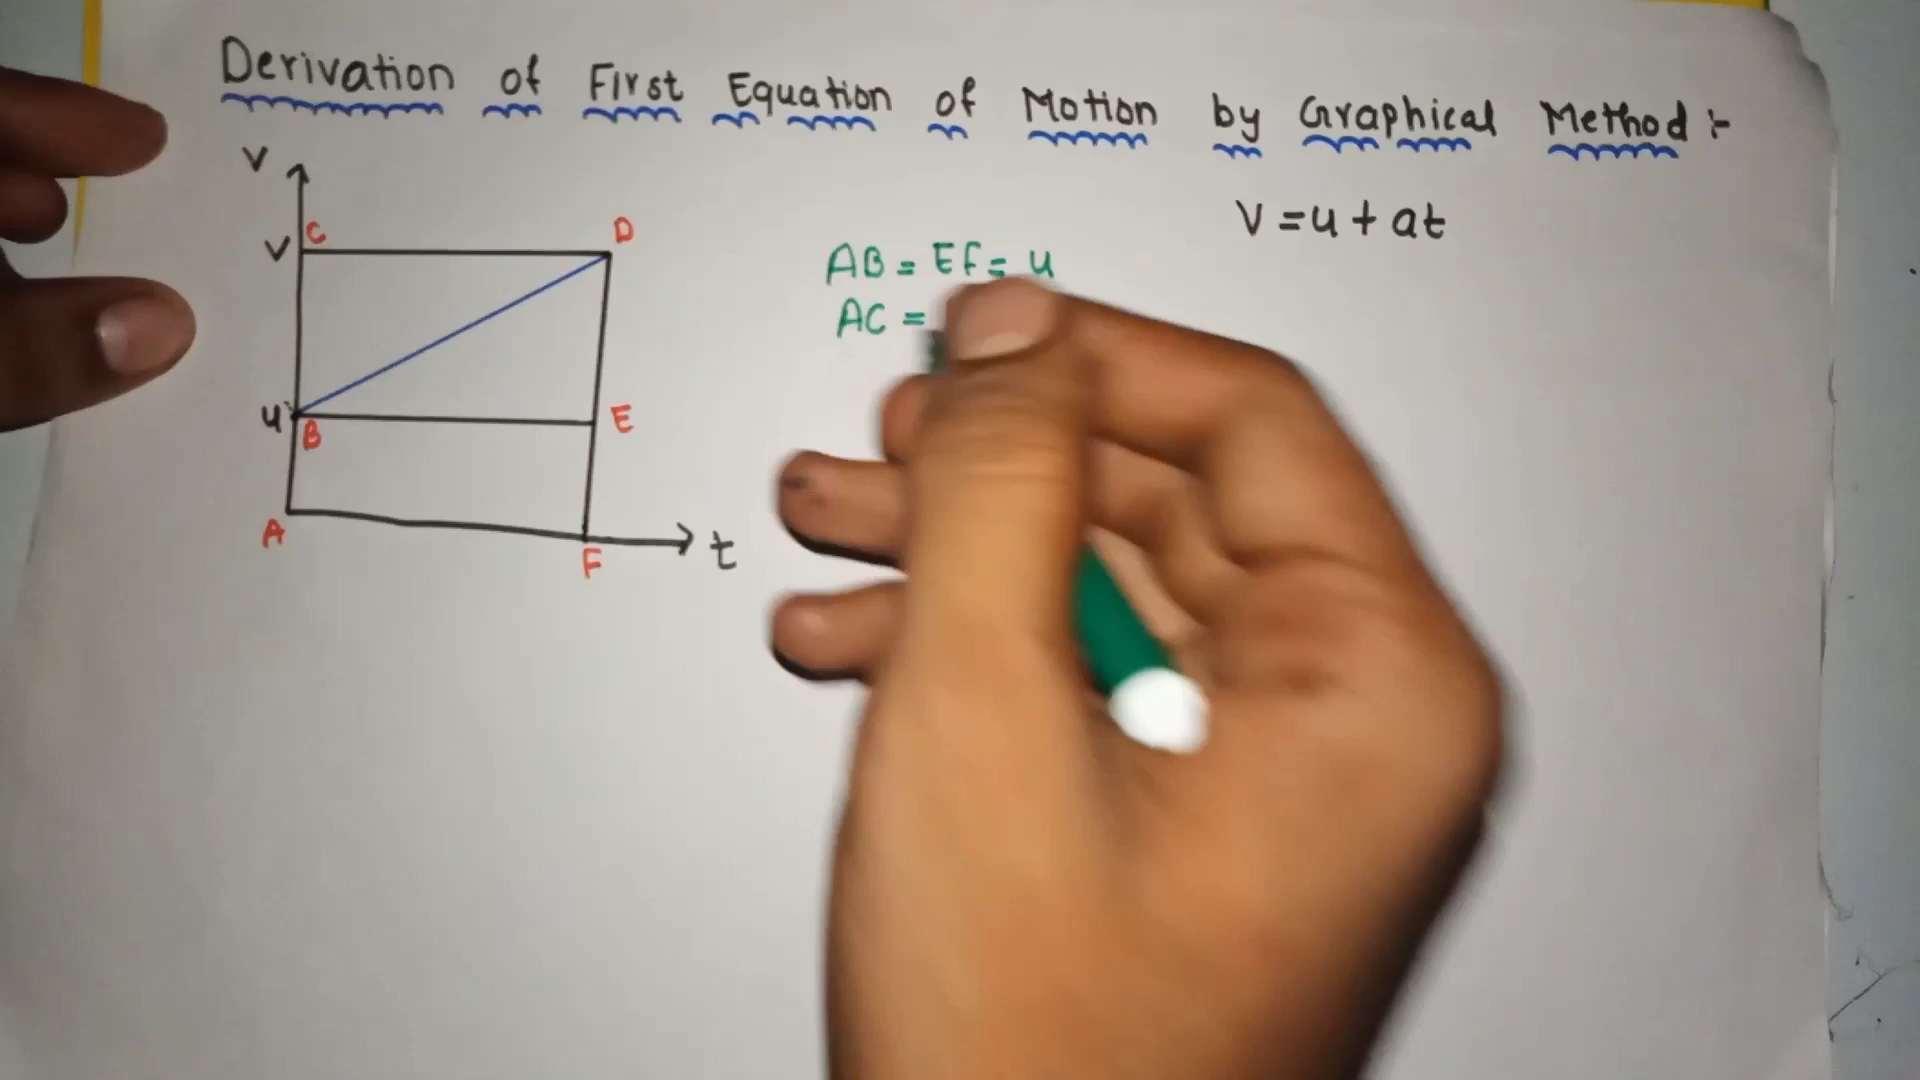 Derivation of First Equation of Motion by Graphical Method :-
V = u + at
V
V C D
u B E
A F t
AB = EF = u
AC =